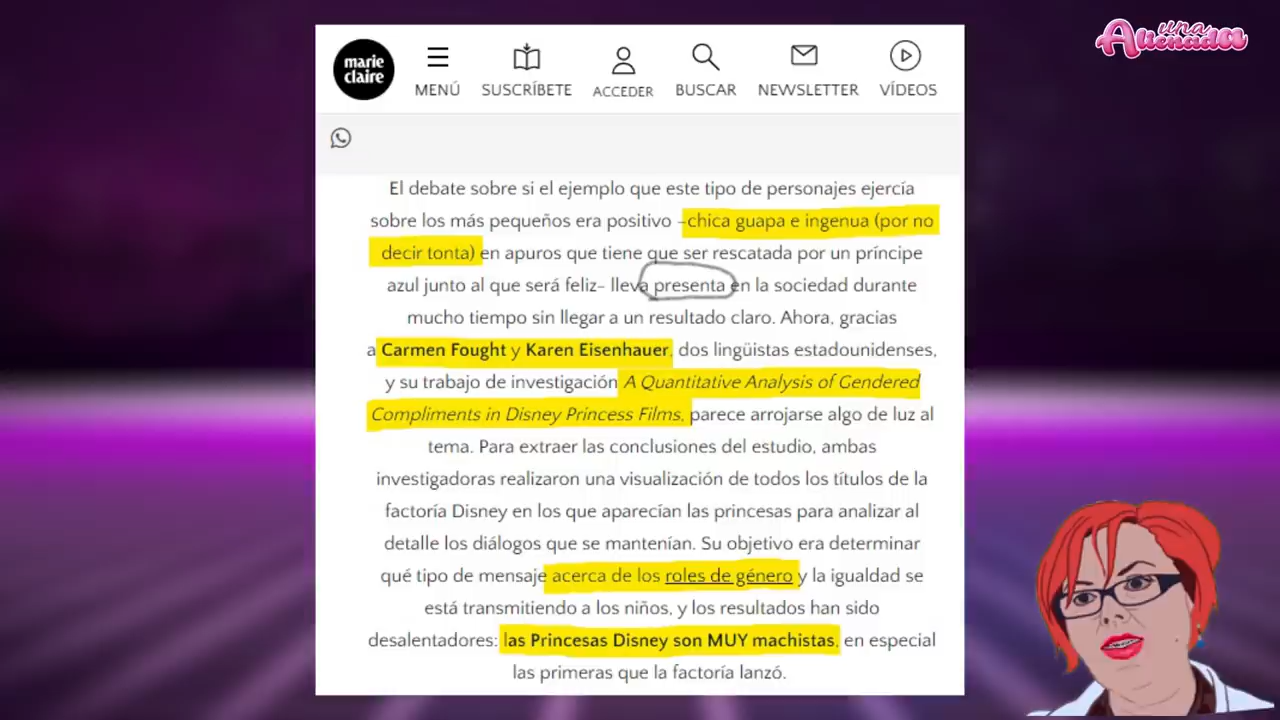 una
Alienada
marie
claire
MENÚ
SUSCRÍBETE
ACCEDER
BUSCAR
NEWSLETTER
VÍDEOS
El debate sobre si el ejemplo que este tipo de personajes ejercía
sobre los más pequeños era positivo –chica guapa e ingenua (por no
decir tonta) en apuros que tiene que ser rescatada por un príncipe
azul junto al que será feliz– lleva presenta en la sociedad durante
mucho tiempo sin llegar a un resultado claro. Ahora, gracias
a Carmen Fought y Karen Eisenhauer, dos lingüistas estadounidenses,
y su trabajo de investigación A Quantitative Analysis of Gendered
Compliments in Disney Princess Films, parece arrojarse algo de luz al
tema. Para extraer las conclusiones del estudio, ambas
investigadoras realizaron una visualización de todos los títulos de la
factoría Disney en los que aparecían las princesas para analizar al
detalle los diálogos que se mantenían. Su objetivo era determinar
qué tipo de mensaje acerca de los roles de género y la igualdad se
está transmitiendo a los niños, y los resultados han sido
desalentadores: las Princesas Disney son MUY machistas, en especial
las primeras que la factoría lanzó.